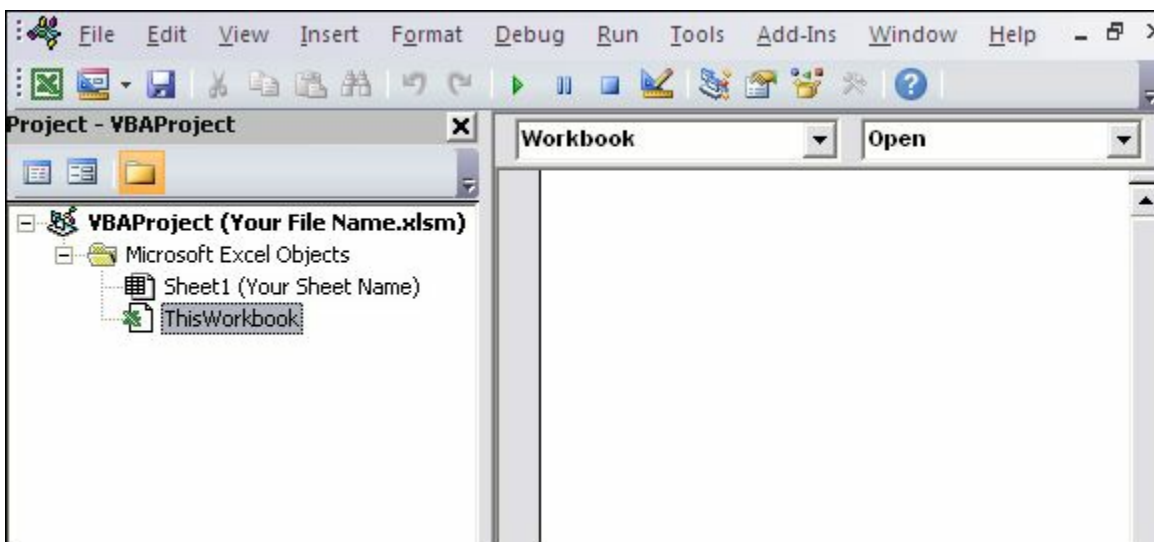 File Edit View Insert Format Debug Run Tools Add-Ins Window Help
Project - VBAProject
Workbook Open
VBAProject (Your File Name.xlsm)
Microsoft Excel Objects
Sheet1 (Your Sheet Name)
ThisWorkbook